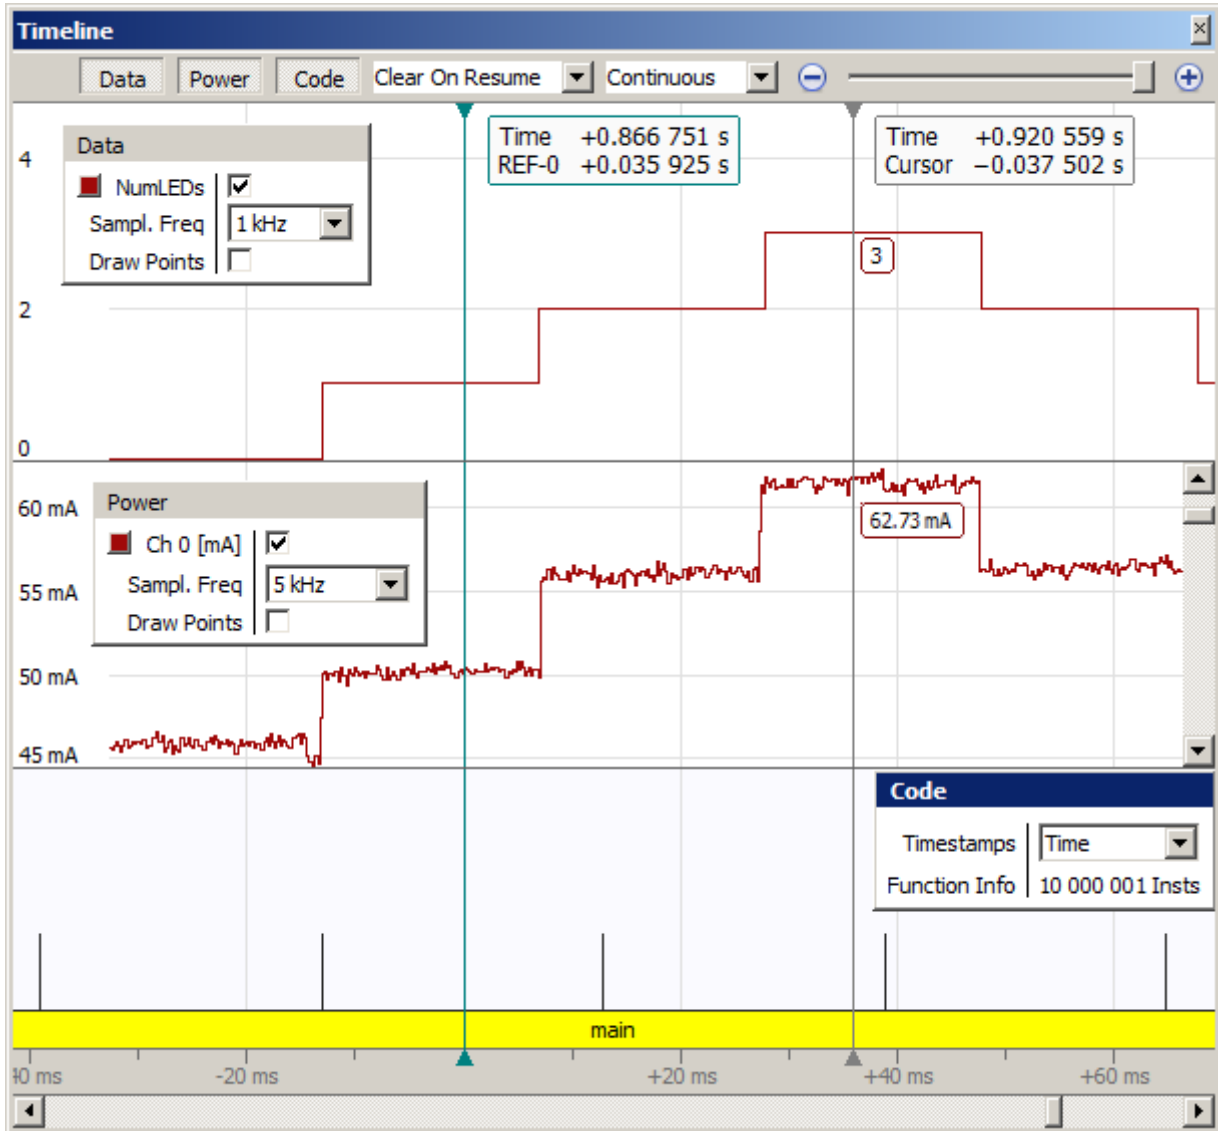 Timeline
Data Power Code Clear On Resume Continuous
Time +0.866 751 s
REF-0 +0.035 925 s
Time +0.920 559 s
Cursor −0.037 502 s
Data
NumLEDs
Sampl. Freq 1 kHz
Draw Points
4
2
0
3
Power
Ch 0 [mA]
Sampl. Freq 5 kHz
Draw Points
60 mA
55 mA
50 mA
45 mA
62.73 mA
Code
Timestamps Time
Function Info 10 000 001 Insts
main
40 ms -20 ms +20 ms +40 ms +60 ms